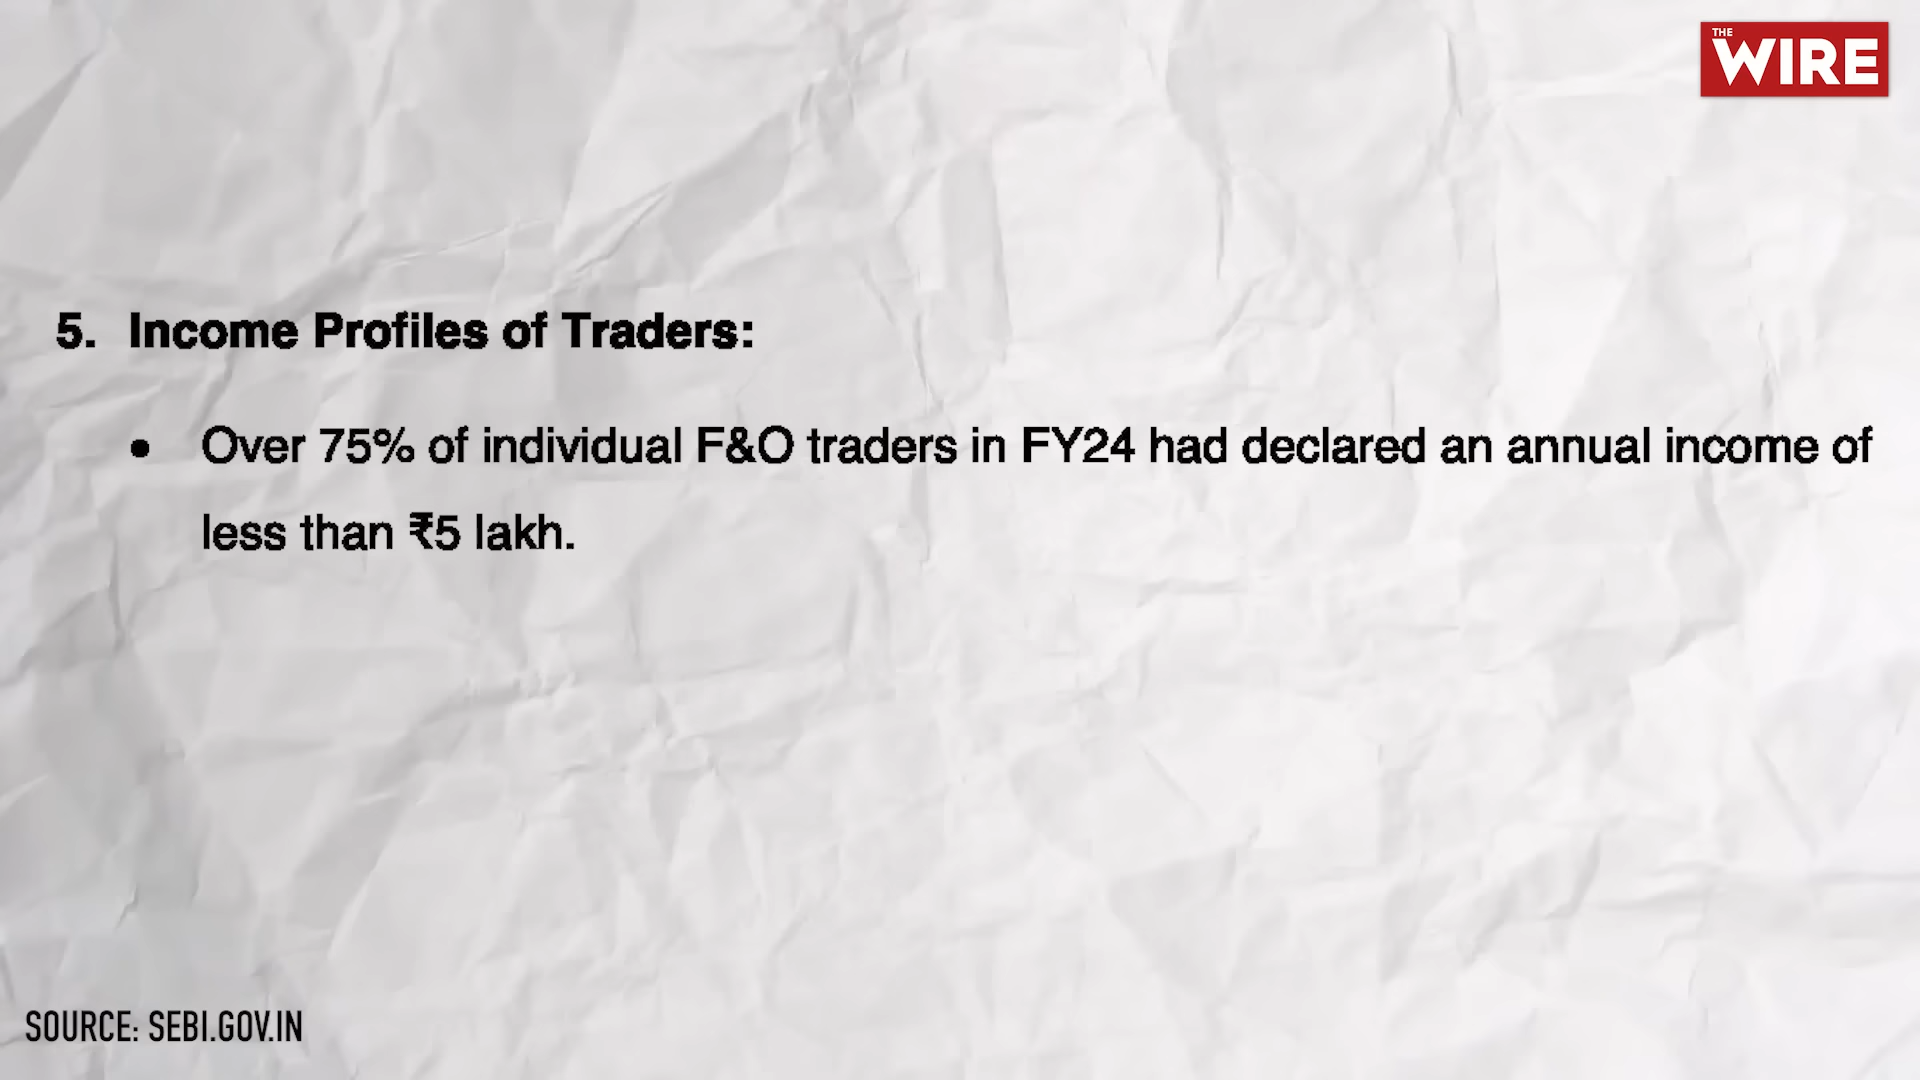 THE
WIRE
5. Income Profiles of Traders:
• Over 75% of individual F&O traders in FY24 had declared an annual income of
less than ₹5 lakh.
SOURCE: SEBI.GOV.IN